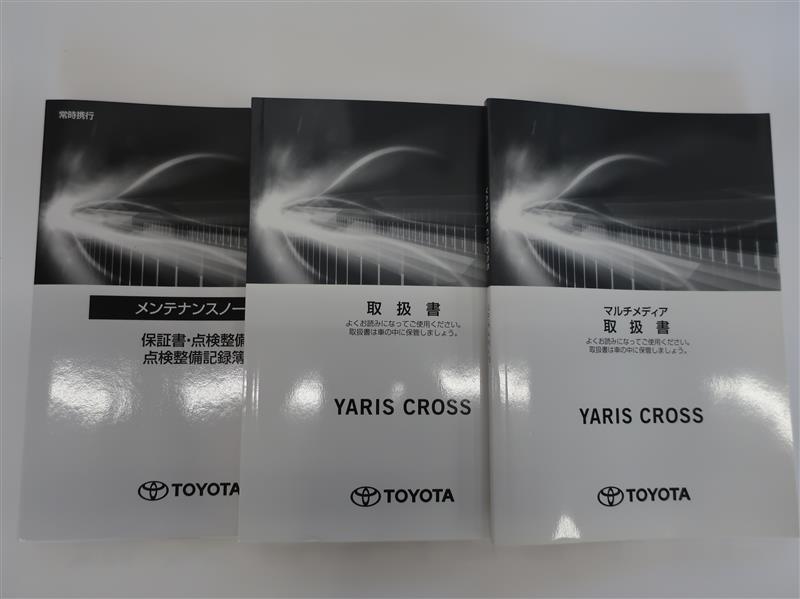 常時携行
メンテナンスノー
保証書・点検整備
点検整備記録簿
TOYOTA
取扱書
よくお読みになってご使用ください。
取扱書は車の中に保管しましょう。
YARIS CROSS
TOYOTA
YARIS CROSS
マルチメディア
取扱書
よくお読みになってご使用ください。
取扱書は車の中に保管しましょう。
YARIS CROSS
TOYOTA